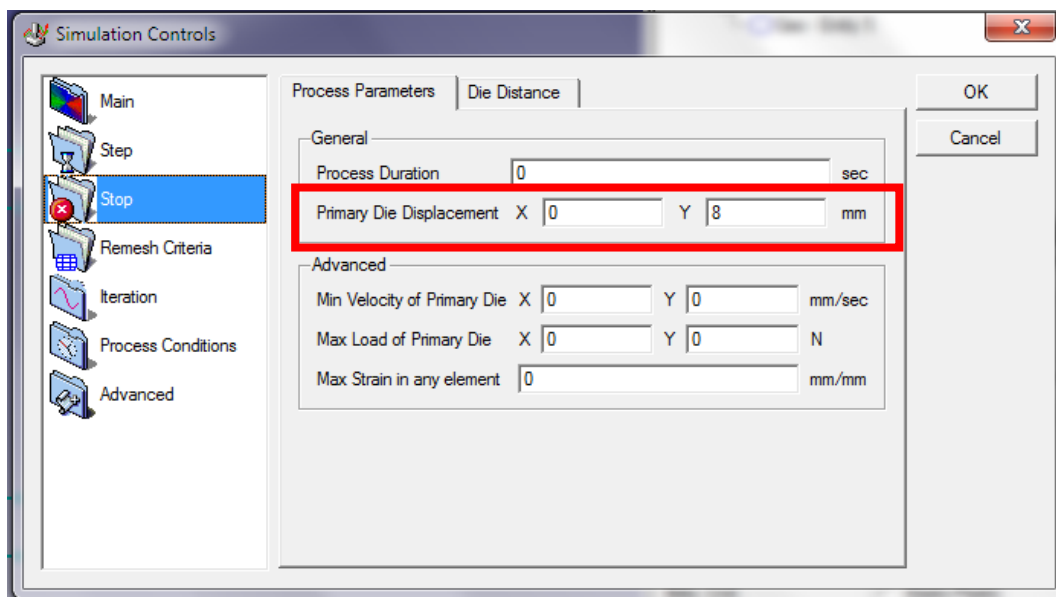 Simulation Controls
Main
Step
Stop
Remesh Criteria
Iteration
Process Conditions
Advanced
Process Parameters Die Distance
General
Process Duration 0 sec
Primary Die Displacement X 0 Y 8 mm
Advanced
Min Velocity of Primary Die X 0 Y 0 mm/sec
Max Load of Primary Die X 0 Y 0 N
Max Strain in any element 0 mm/mm
OK
Cancel